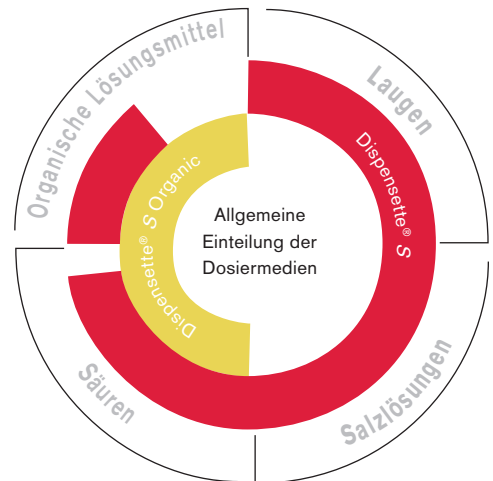 Organische Lösungsmittel
Laugen
Dispensette® S
Dispensette® S Organic
Allgemeine
Einteilung der
Dosiermedien
Säuren
Salzlösungen